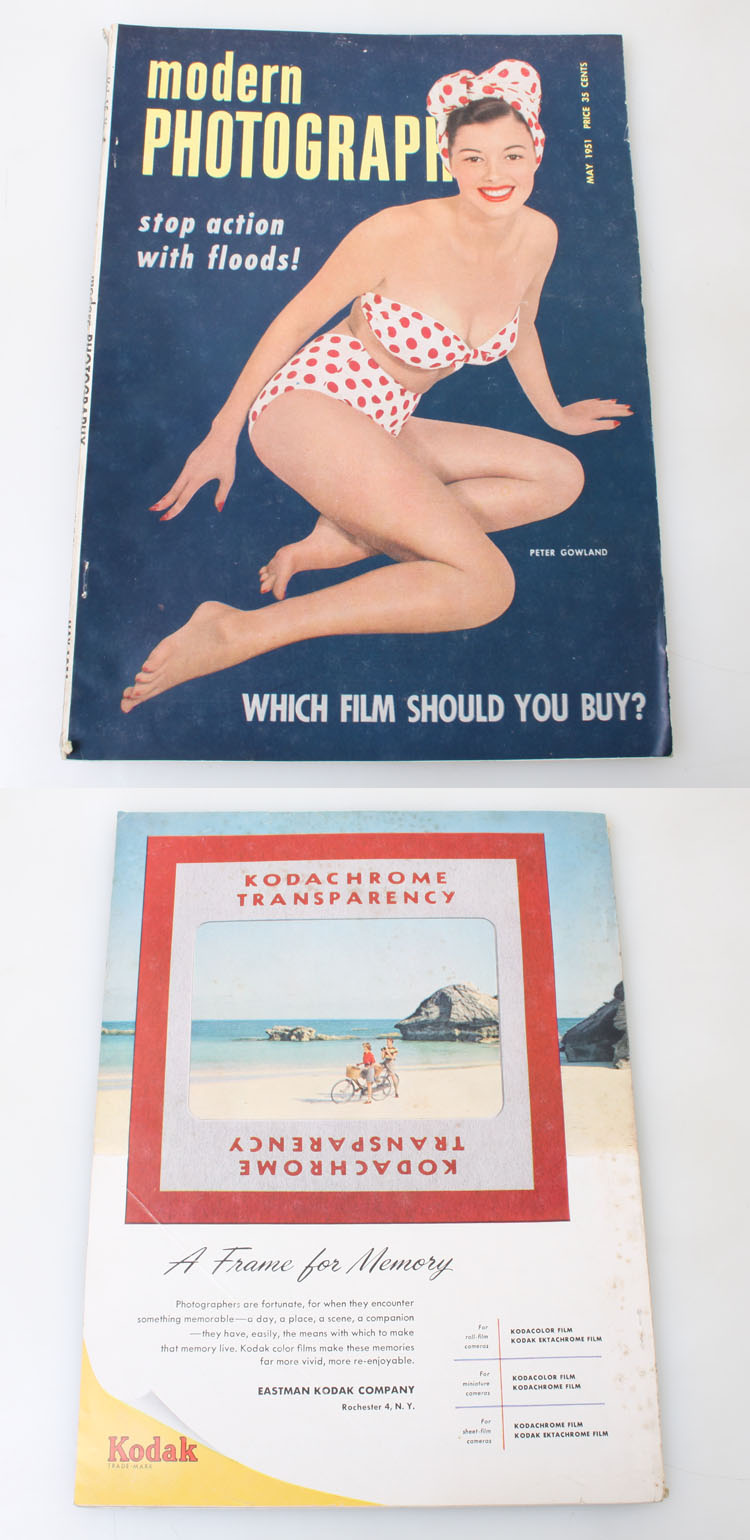 modern
PHOTOGRAPH
MAY 1951 PRICE 35 CENTS
stop action
with floods!
modern PHOTOGRAPHY
MAY 1951
PETER GOWLAND
WHICH FILM SHOULD YOU BUY?
KODACHROME
TRANSPARENCY
KODACHROME
TRANSPARENCY
A Frame for Memory
Photographers are fortunate, for when they encounter
something memorable—a day, a place, a scene, a companion
—they have, easily, the means with which to make
that memory live. Kodak color films make these memories
far more vivid, more re-enjoyable.
EASTMAN KODAK COMPANY
Rochester 4, N. Y.
For
roll-film
cameras
KODACOLOR FILM
KODAK EKTACHROME FILM
For
miniature
cameras
KODACOLOR FILM
KODACHROME FILM
For
sheet-film
cameras
KODACHROME FILM
KODAK EKTACHROME FILM
Kodak
TRADE-MARK